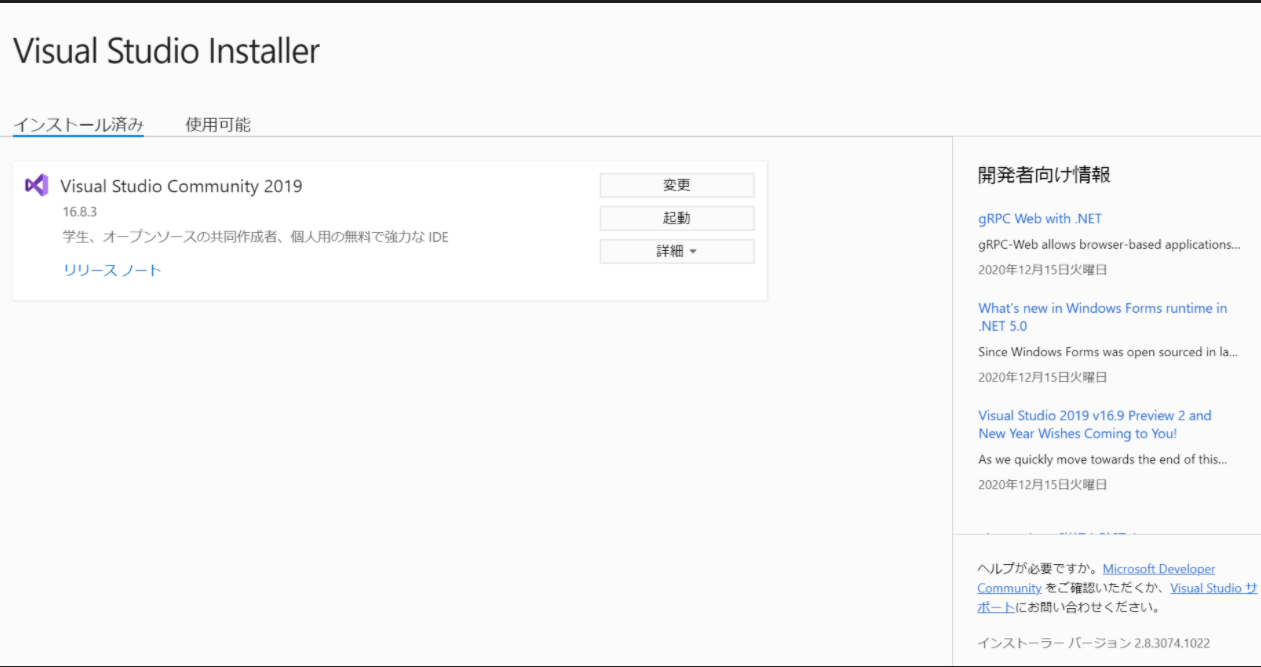 Visual Studio Installer
インストール済み
使用可能
Visual Studio Community 2019
16.8.3
学生、オープンソースの共同作成者、個人用の無料で強力な IDE
リリース ノート
変更
起動
詳細
開発者向け情報
gRPC Web with .NET
gRPC-Web allows browser-based applications...
2020年12月15日火曜日
What's new in Windows Forms runtime in
.NET 5.0
Since Windows Forms was open sourced in la...
2020年12月15日火曜日
Visual Studio 2019 v16.9 Preview 2 and
New Year Wishes Coming to You!
As we quickly move towards the end of this...
2020年12月15日火曜日
ヘルプが必要ですか。Microsoft Developer
Community をご確認いただくか、Visual Studio サ
ポートにお問い合わせください。
インストーラー バージョン 2.8.3074.1022